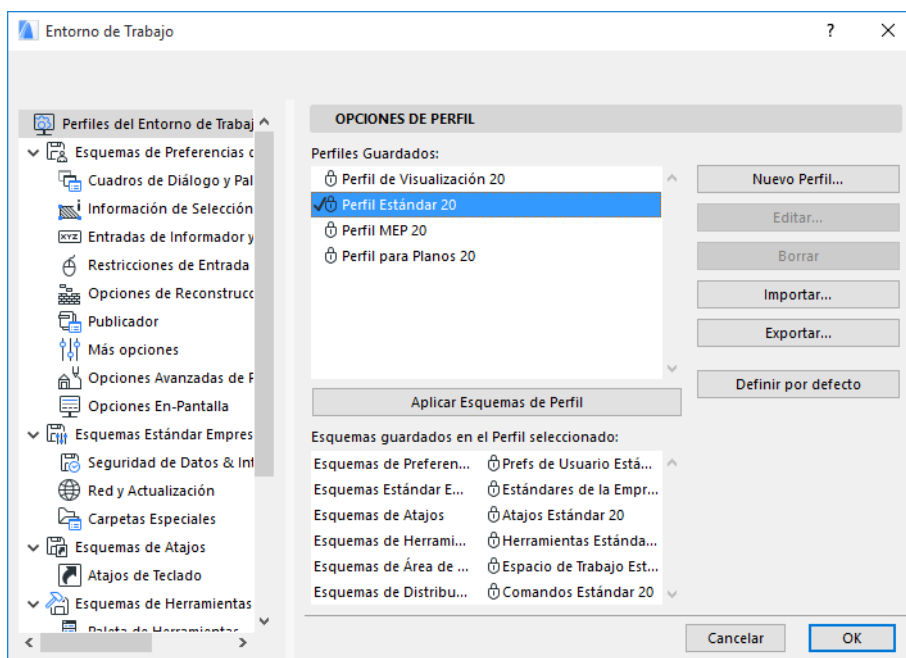 Entorno de Trabajo
?
Perfiles del Entorno de Trabaj
Esquemas de Preferencias d
Cuadros de Diálogo y Pal
Información de Selección
Entradas de Informador y
Restricciones de Entrada
Opciones de Reconstrucc
Publicador
Más opciones
Opciones Avanzadas de R
Opciones En-Pantalla
Esquemas Estándar Empres
Seguridad de Datos & Int
Red y Actualización
Carpetas Especiales
Esquemas de Atajos
Atajos de Teclado
Esquemas de Herramientas
Paleta de Herramientas
OPCIONES DE PERFIL
Perfiles Guardados:
Perfil de Visualización 20
Perfil Estándar 20
Perfil MEP 20
Perfil para Planos 20
Nuevo Perfil...
Editar...
Borrar
Importar...
Exportar...
Definir por defecto
Aplicar Esquemas de Perfil
Esquemas guardados en el Perfil seleccionado:
Esquemas de Preferen... Prefs de Usuario Está...
Esquemas Estándar E... Estándares de la Empr...
Esquemas de Atajos Atajos Estándar 20
Esquemas de Herrami... Herramientas Estánda...
Esquemas de Área de ... Espacio de Trabajo Est...
Esquemas de Distribu... Comandos Estándar 20
Cancelar
OK